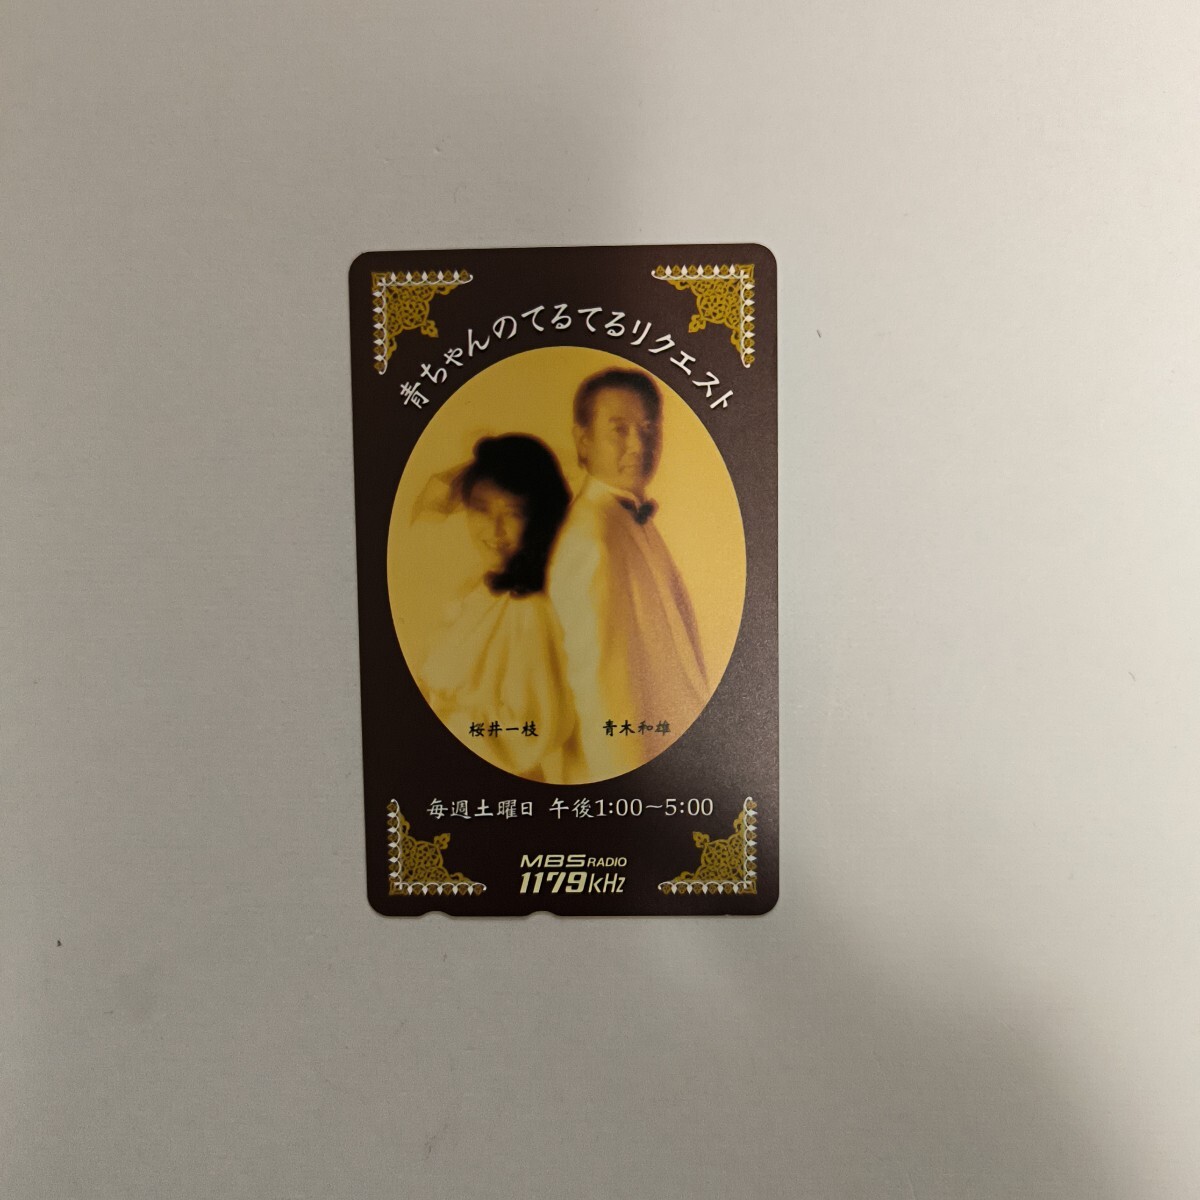 青ちゃんのてるてるリクエスト
桜井一枝 青木和雄
毎週土曜日 午後1:00～5:00
MBS RADIO
1179kHz